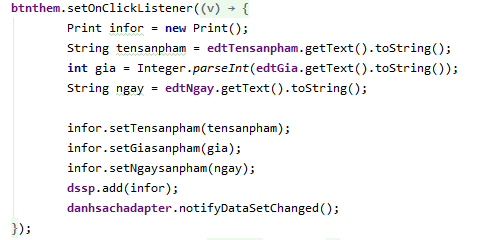 btnthem.setOnClickListener((v) → {
Print infor = new Print();
String tensanpham = edtTensanpham.getText().toString();
int gia = Integer.parseInt(edtGia.getText().toString());
String ngay = edtNgay.getText().toString();
infor.setTensanpham(tensanpham);
infor.setGiasanpham(gia);
infor.setNgaysanpham(ngay);
dssp.add(infor);
danhsachadapter.notifyDataSetChanged();
});